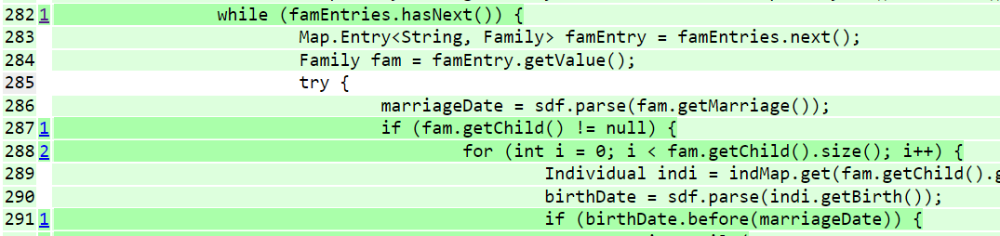 282 1 while (famEntries.hasNext()) {
283 Map.Entry<String, Family> famEntry = famEntries.next();
284 Family fam = famEntry.getValue();
285 try {
286 marriageDate = sdf.parse(fam.getMarriage());
287 1 if (fam.getChild() != null) {
288 2 for (int i = 0; i < fam.getChild().size(); i++) {
289 Individual indi = indMap.get(fam.getChild().g
290 birthDate = sdf.parse(indi.getBirth());
291 1 if (birthDate.before(marriageDate)) {